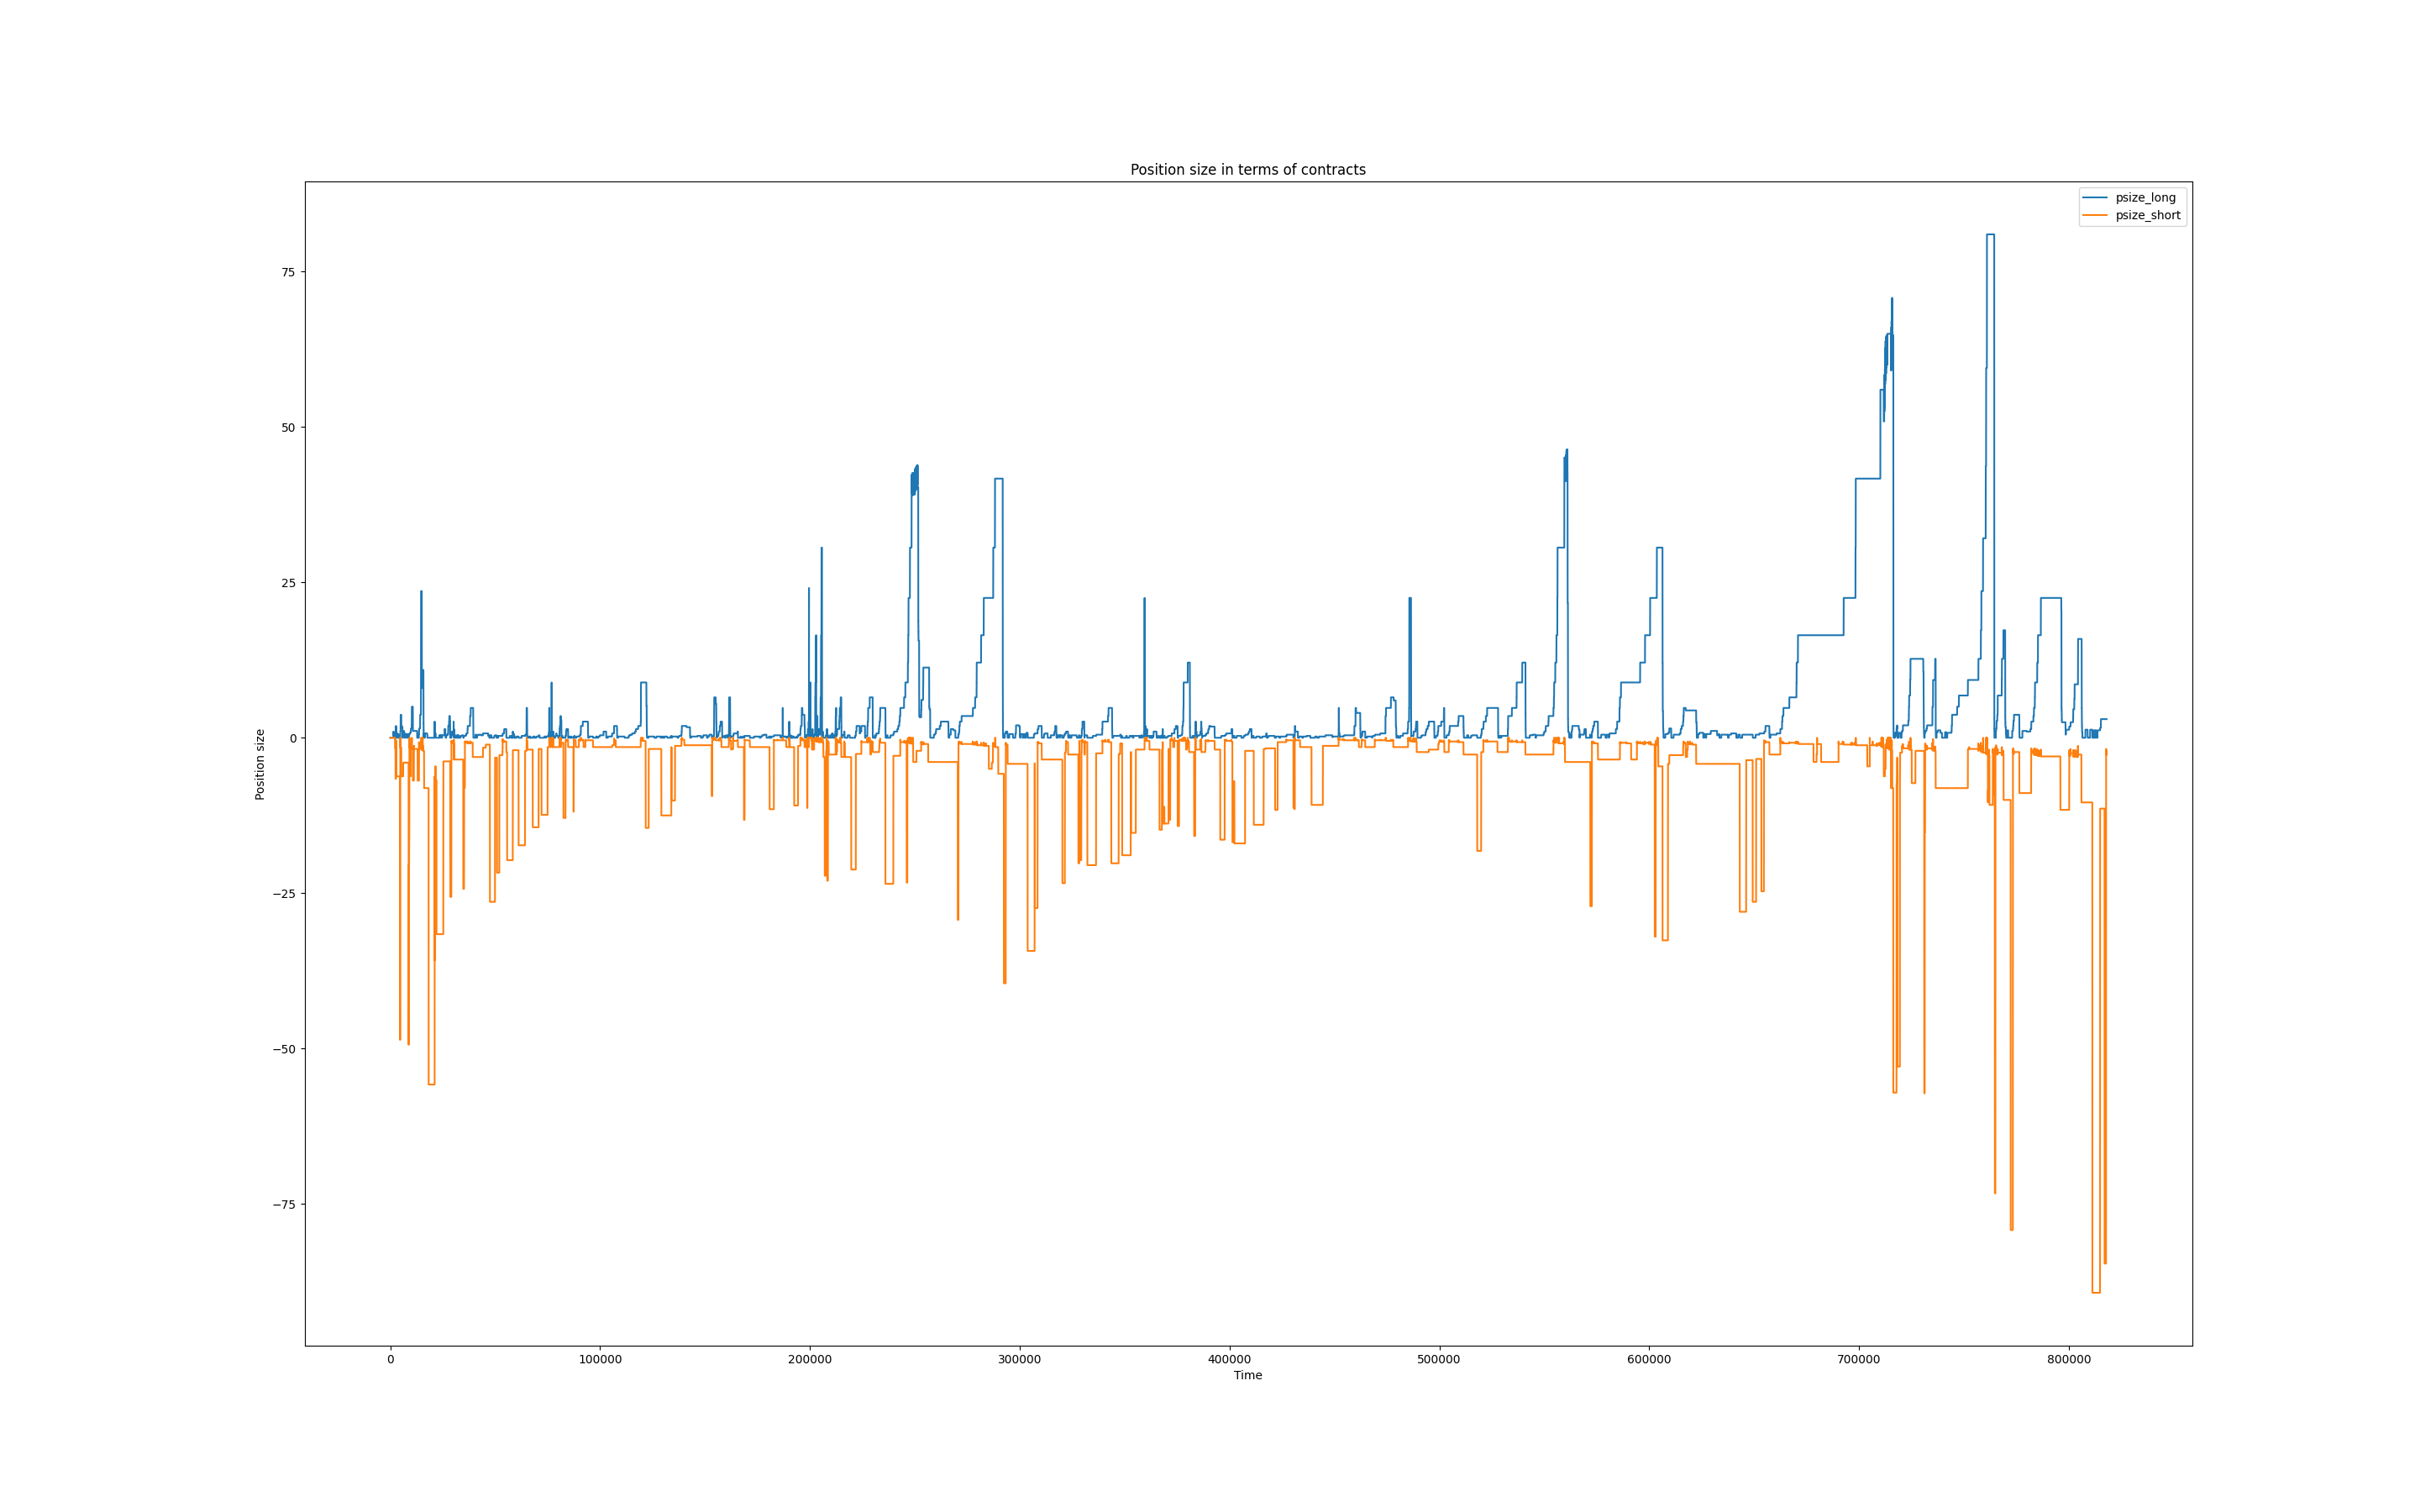 Position size in terms of contracts
psize_long
psize_short
75
50
25
0
−25
−50
−75
Position size
0 100000 200000 300000 400000 500000 600000 700000 800000
Time